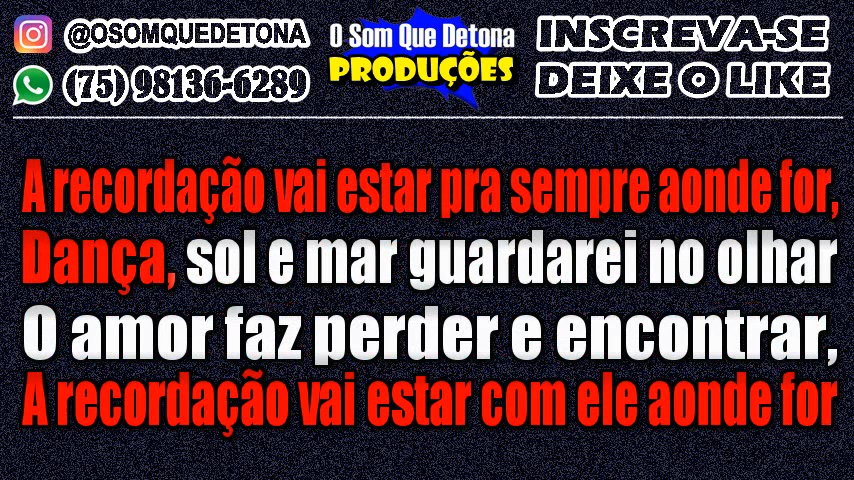 @OSOMQUEDETONA
(75) 98136-6289
O Som Que Detona
PRODUÇÕES
INSCREVA-SE
DEIXE O LIKE
A recordação vai estar pra sempre aonde for,
Dança, sol e mar guardarei no olhar
O amor faz perder e encontrar,
A recordação vai estar com ele aonde for